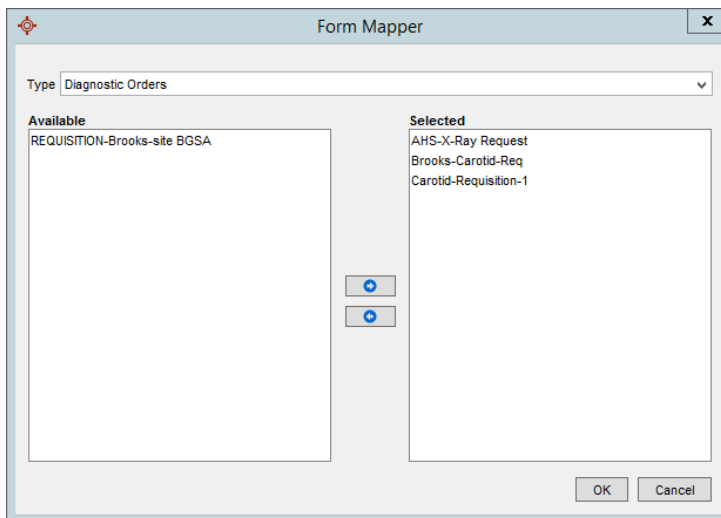 Form Mapper
x
Type Diagnostic Orders
Available
REQUISITION-Brooks-site BGSA
Selected
AHS-X-Ray Request
Brooks-Carotid-Req
Carotid-Requisition-1
OK Cancel